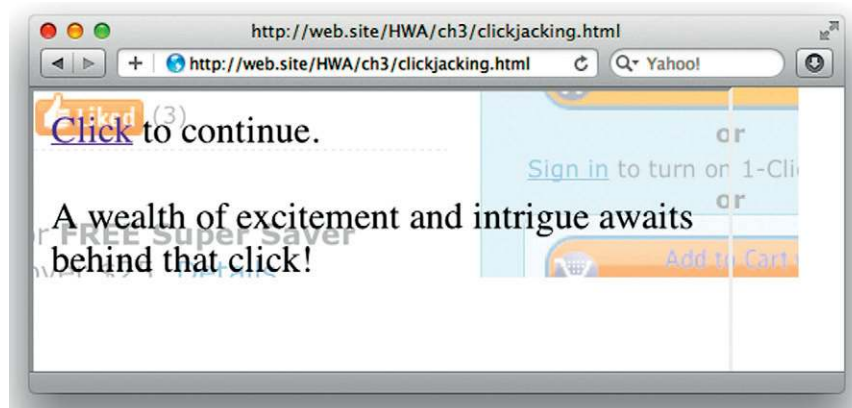 http://web.site/HWA/ch3/clickjacking.html
+ http://web.site/HWA/ch3/clickjacking.html Yahoo!
Liked (3)
Click to continue.
or
Sign in to turn on 1-Cli
or
A wealth of excitement and intrigue awaits
or FREE Super Saver
behind that click!
Details
Add to Cart